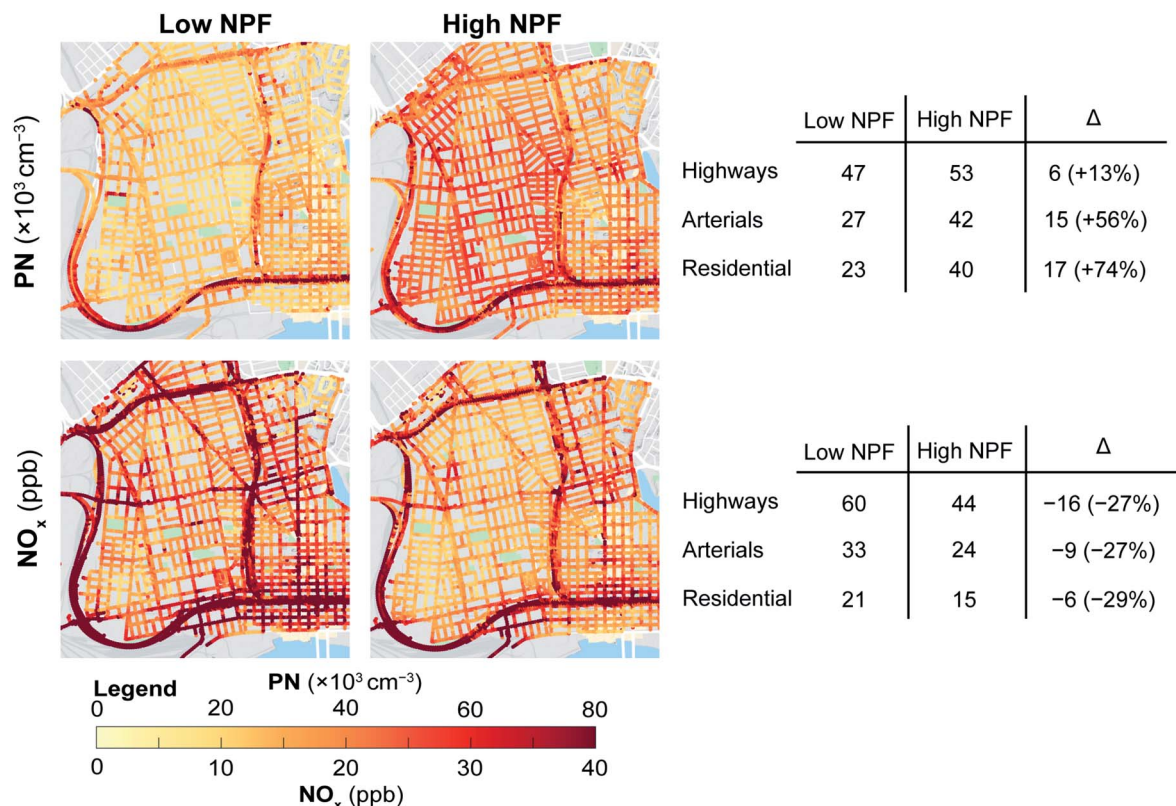 Low NPF High NPF
PN (×10³ cm⁻³)
Low NPF High NPF Δ
Highways 47 53 6 (+13%)
Arterials 27 42 15 (+56%)
Residential 23 40 17 (+74%)
NOₓ (ppb)
Low NPF High NPF Δ
Highways 60 44 −16 (−27%)
Arterials 33 24 −9 (−27%)
Residential 21 15 −6 (−29%)
Legend PN (×10³ cm⁻³)
0 20 40 60 80
0 10 20 30 40
NOₓ (ppb)